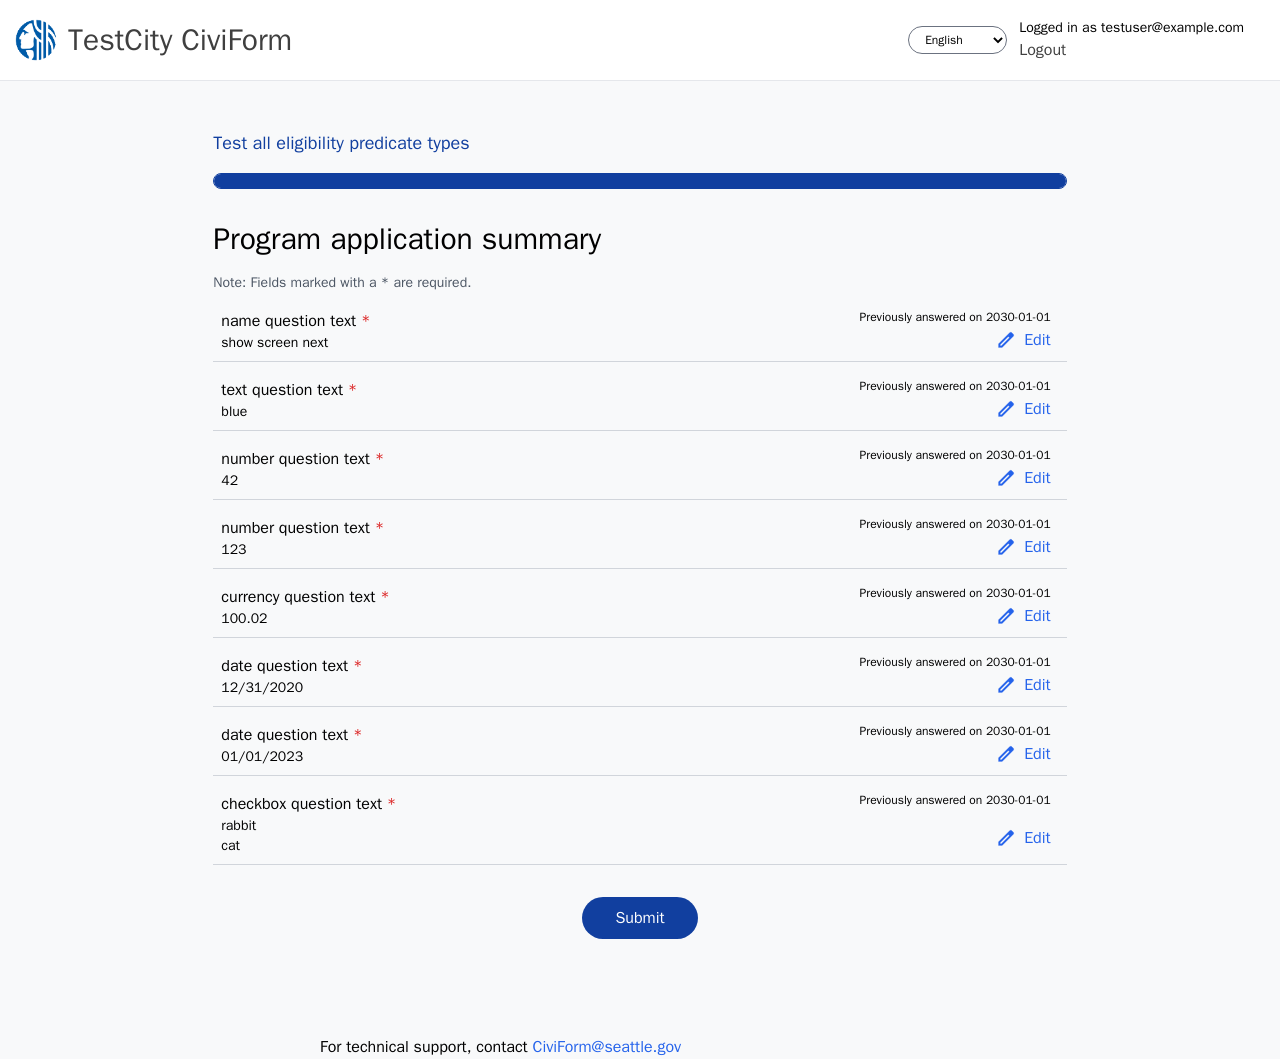 TestCity CiviForm
English
Logged in as testuser@example.com
Logout
Test all eligibility predicate types
Program application summary
Note: Fields marked with a * are required.
name question text *
Previously answered on 2030-01-01
show screen next
Edit
text question text *
Previously answered on 2030-01-01
blue
Edit
number question text *
Previously answered on 2030-01-01
42
Edit
number question text *
Previously answered on 2030-01-01
123
Edit
currency question text *
Previously answered on 2030-01-01
100.02
Edit
date question text *
Previously answered on 2030-01-01
12/31/2020
Edit
date question text *
Previously answered on 2030-01-01
01/01/2023
Edit
checkbox question text *
Previously answered on 2030-01-01
rabbit
cat
Edit
Submit
For technical support, contact CiviForm@seattle.gov